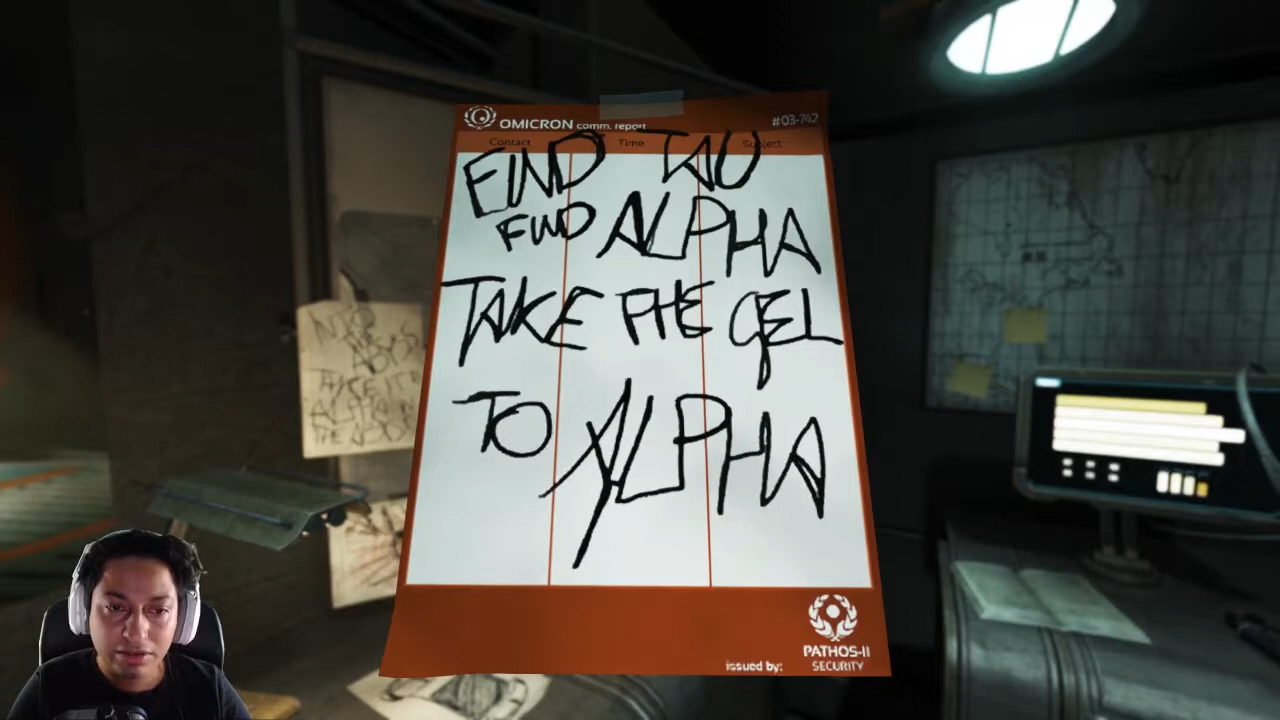 OMICRON comm. report #03-742
Contact Time Subject
FIND TAU
FIND ALPHA
TAKE THE GEL
TO ALPHA
PATHOS-II
issued by: SECURITY